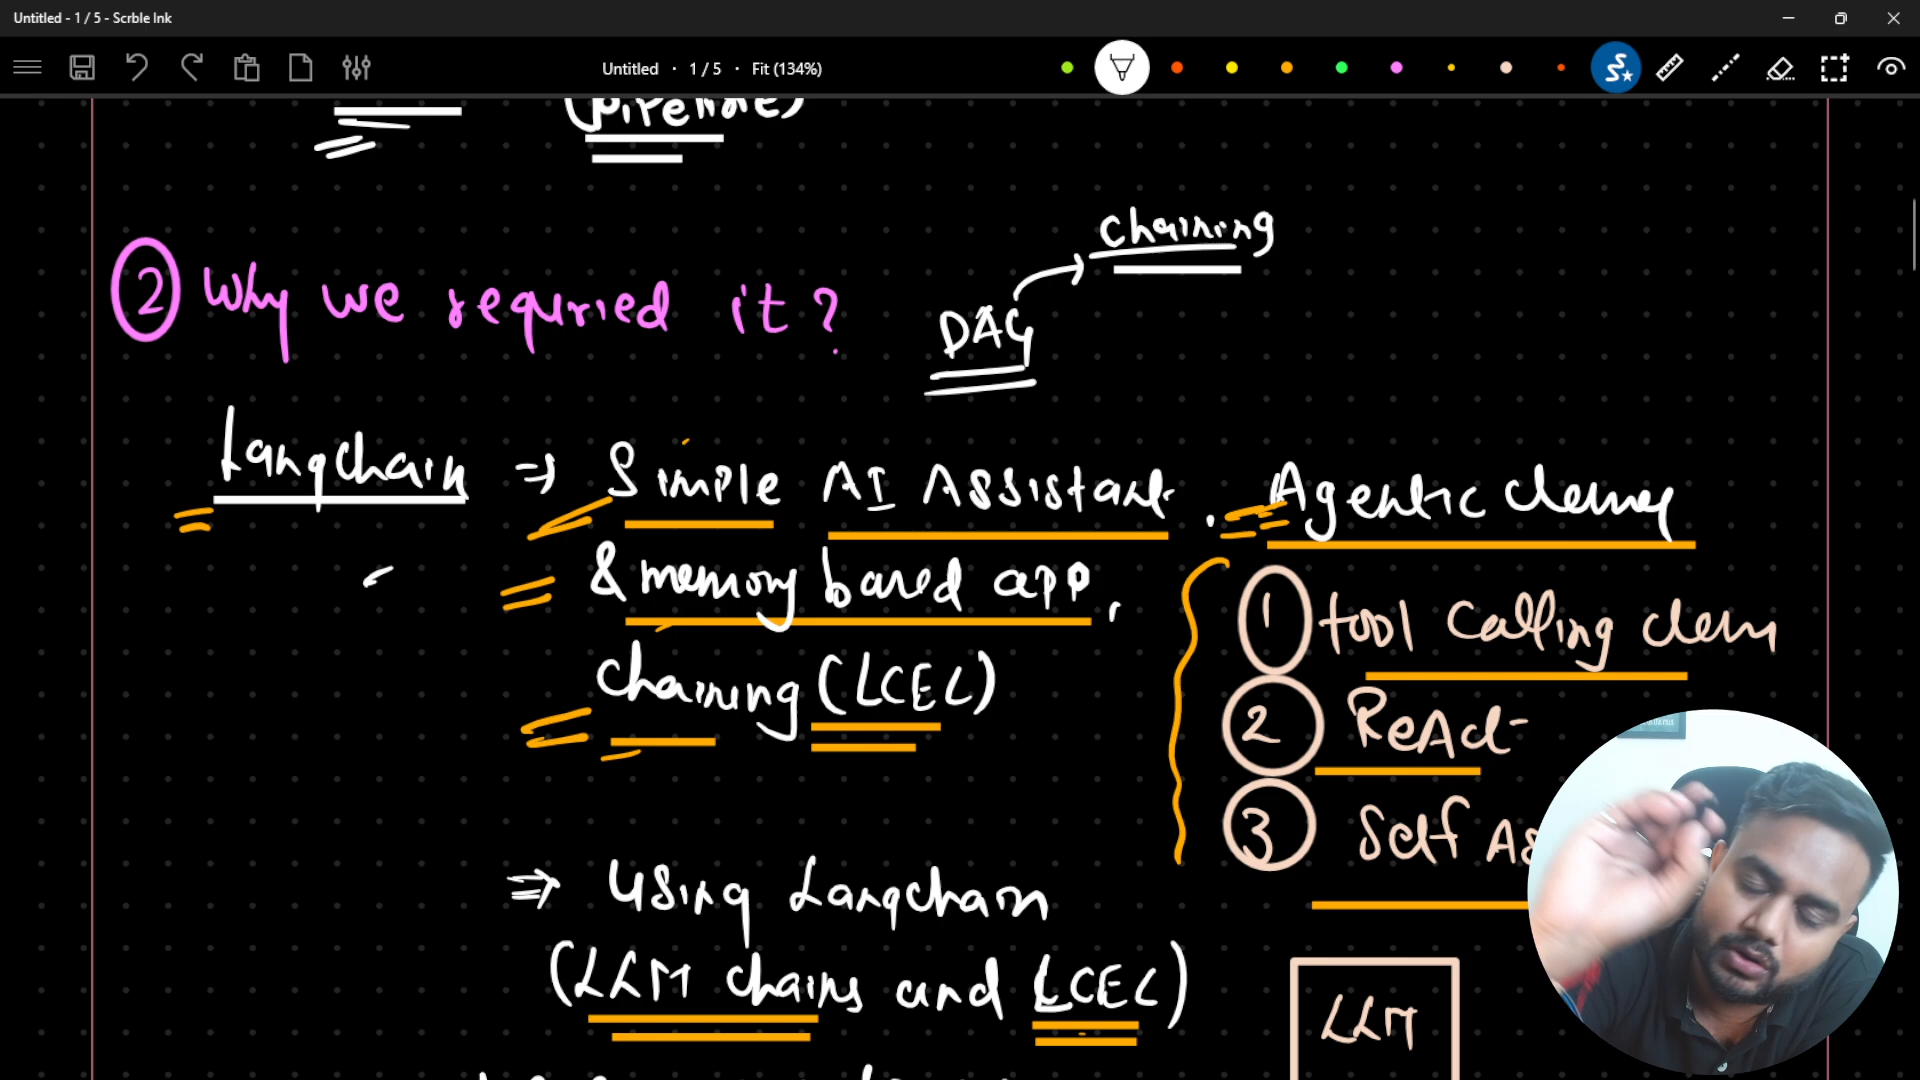 Untitled - 1 / 5 - Scrble Ink
Untitled · 1 / 5 · Fit (134%)
(pipeline)
② Why we requried it?
chaining
DAG
Langchain ⇒ Simple AI Assistant.
& memory based app,
chaining (LCEL)
⇒ Using Langchain
(LLM chains and LCEL)
Agentic
① tool calling
② ReAct
③ Self As
LLM